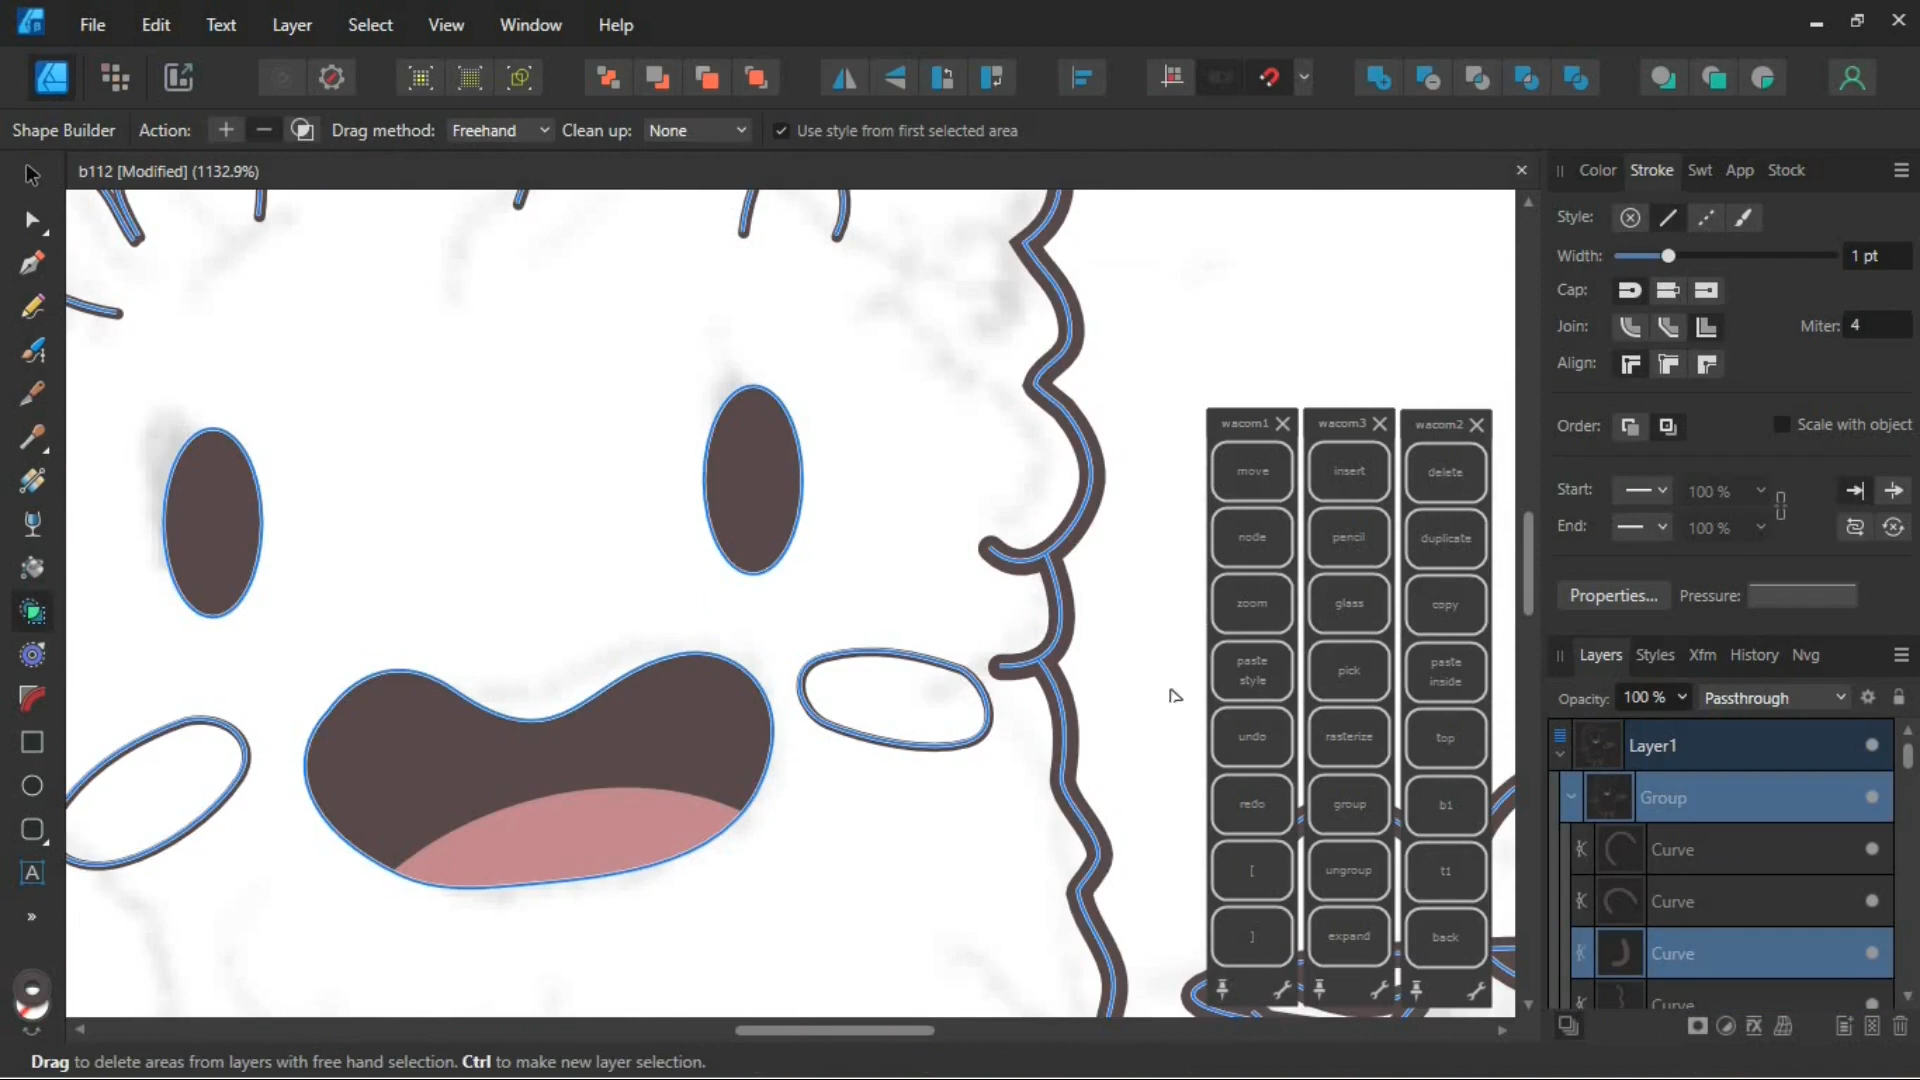 File Edit Text Layer Select View Window Help
Shape Builder Action: Drag method: Freehand Clean up: None Use style from first selected area
b112 [Modified] (1132.9%)
Color Stroke Swt App Stock
Style:
Width: 1 pt
Cap:
Join: Miter: 4
Align:
Order: Scale with object
Start: 100 %
End: 100 %
Properties... Pressure:
wacom1 wacom3 wacom2
move insert delete
node pencil duplicate
zoom glass copy
paste style pick paste inside
undo rasterize top
redo group b1
[ ungroup t1
] expand back
Layers Styles Xfm History Nvg
Opacity: 100 % Passthrough
Layer1
Group
Curve
Curve
Curve
Curve
A
Drag to delete areas from layers with free hand selection. Ctrl to make new layer selection.